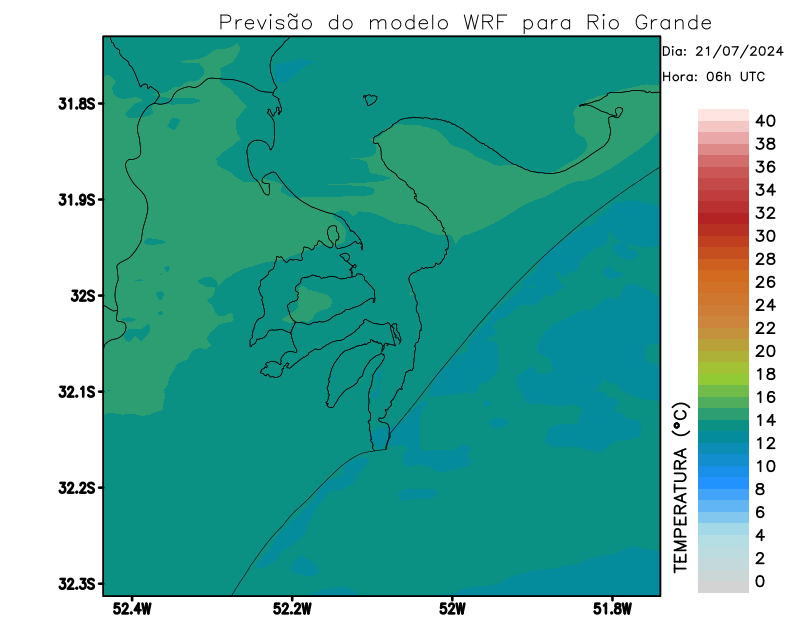 Previsão do modelo WRF para Rio Grande
Dia: 21/07/2024
Hora: 06h UTC
31.8S
31.9S
32S
32.1S
32.2S
32.3S
52.4W
52.2W
52W
51.8W
TEMPERATURA (°C)
40
38
36
34
32
30
28
26
24
22
20
18
16
14
12
10
8
6
4
2
0